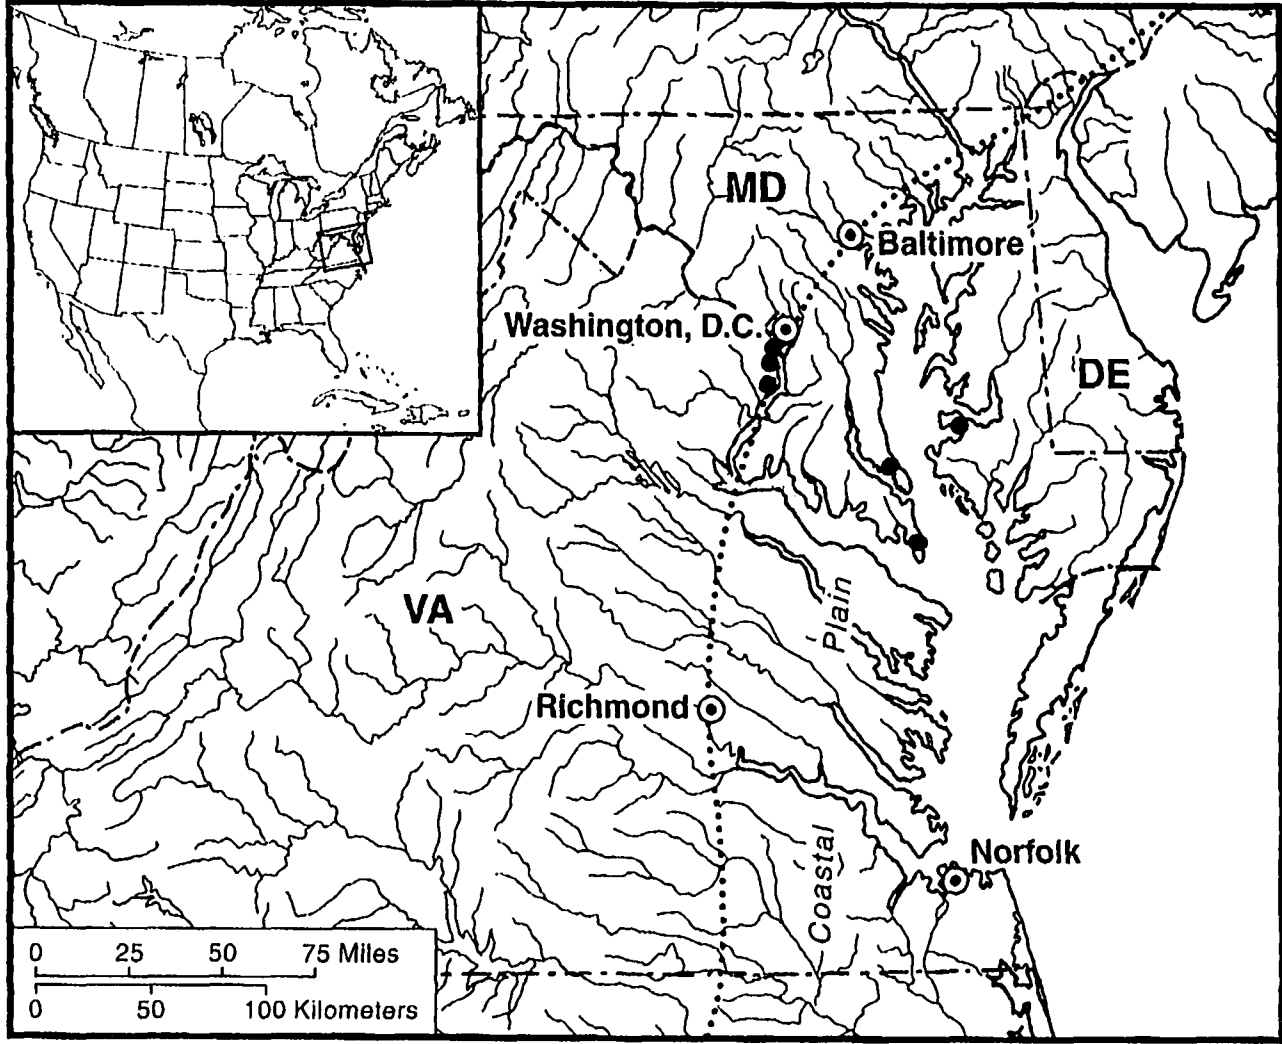 MD
Baltimore
Washington, D.C.
DE
VA
Plain
Richmond
Coastal
Norfolk
0 25 50 75 Miles
0 50 100 Kilometers